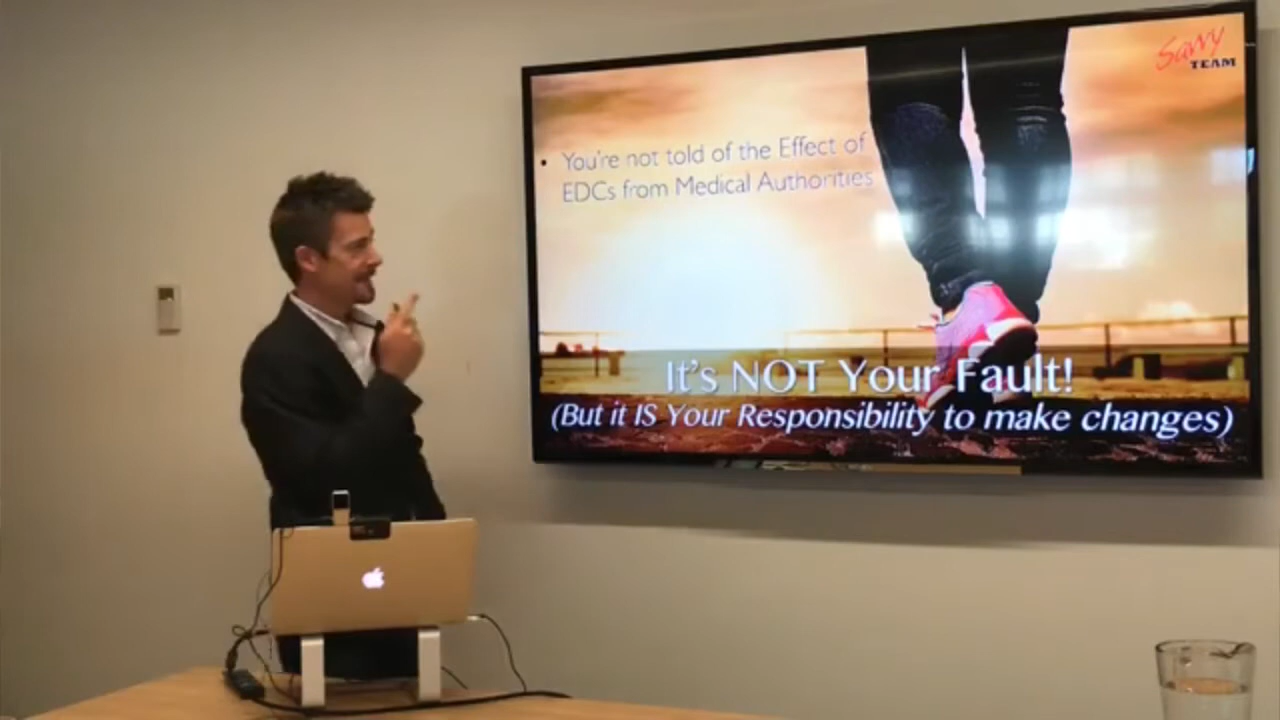 Savvy
TEAM
• You're not told of the Effect of
EDCs from Medical Authorities
It's NOT Your Fault!
(But it IS Your Responsibility to make changes)